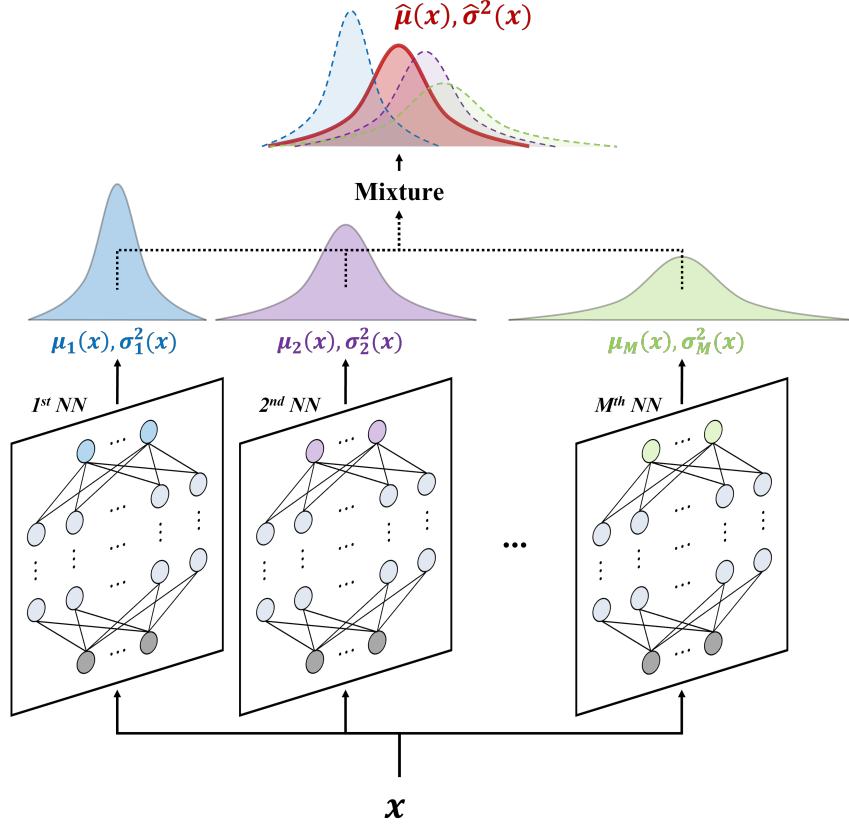 μ̂(x), σ̂²(x)
Mixture
μ₁(x), σ₁²(x) μ₂(x), σ₂²(x) μ_M(x), σ_M²(x)
1ˢᵗ NN 2ⁿᵈ NN Mᵗʰ NN
...
x